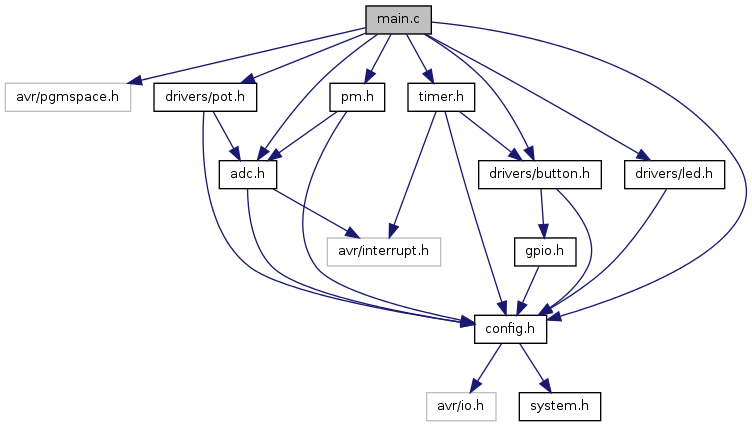 main.c
avr/pgmspace.h
drivers/pot.h
pm.h
timer.h
adc.h
drivers/button.h
drivers/led.h
avr/interrupt.h
gpio.h
config.h
avr/io.h
system.h